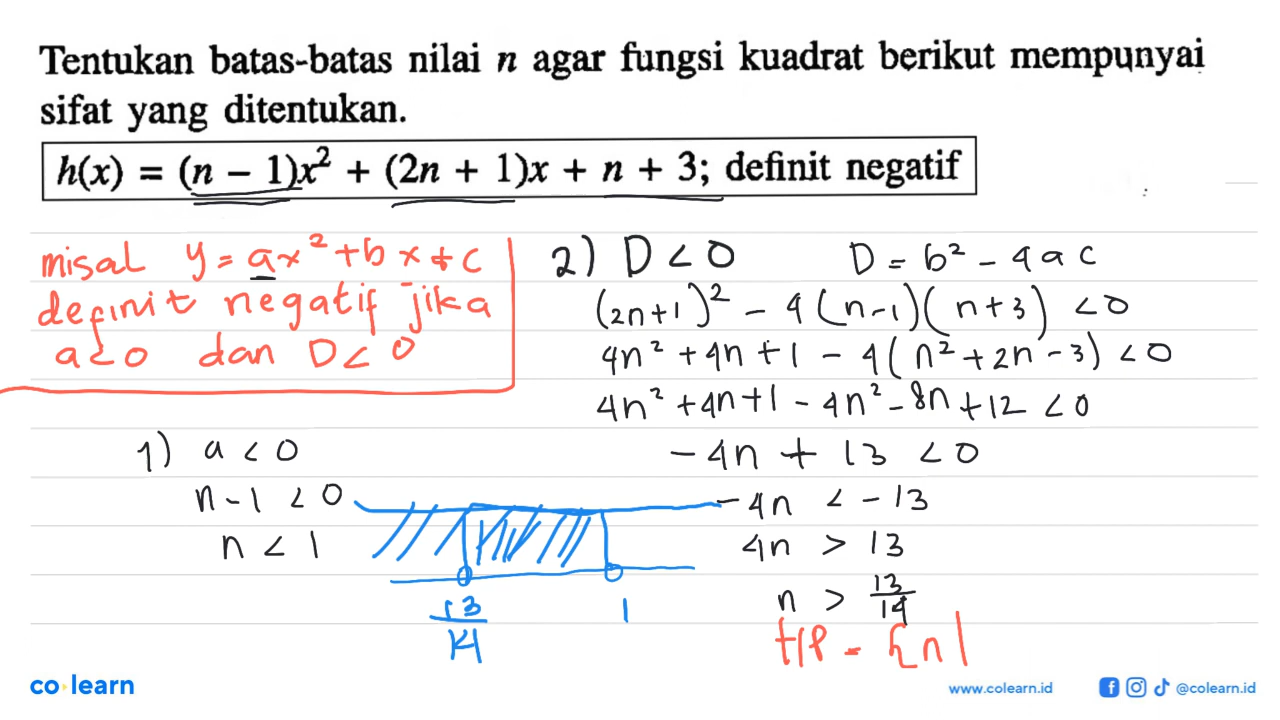 Tentukan batas-batas nilai n agar fungsi kuadrat berikut mempunyai
sifat yang ditentukan.
h(x) = (n - 1)x² + (2n + 1)x + n + 3; definit negatif
misal y = ax² + bx + c
definit negatif jika
a<0 dan D<0
1) a < 0
n-1 < 0
n < 1
13/14 1
2) D < 0 D = b² - 4ac
(2n+1)² - 4(n-1)(n+3) < 0
4n² + 4n + 1 - 4(n² + 2n - 3) < 0
4n² + 4n + 1 - 4n² - 8n + 12 < 0
-4n + 13 < 0
-4n < -13
4n > 13
n > 13/14
HP = {n|
co learn
www.colearn.id @colearn.id